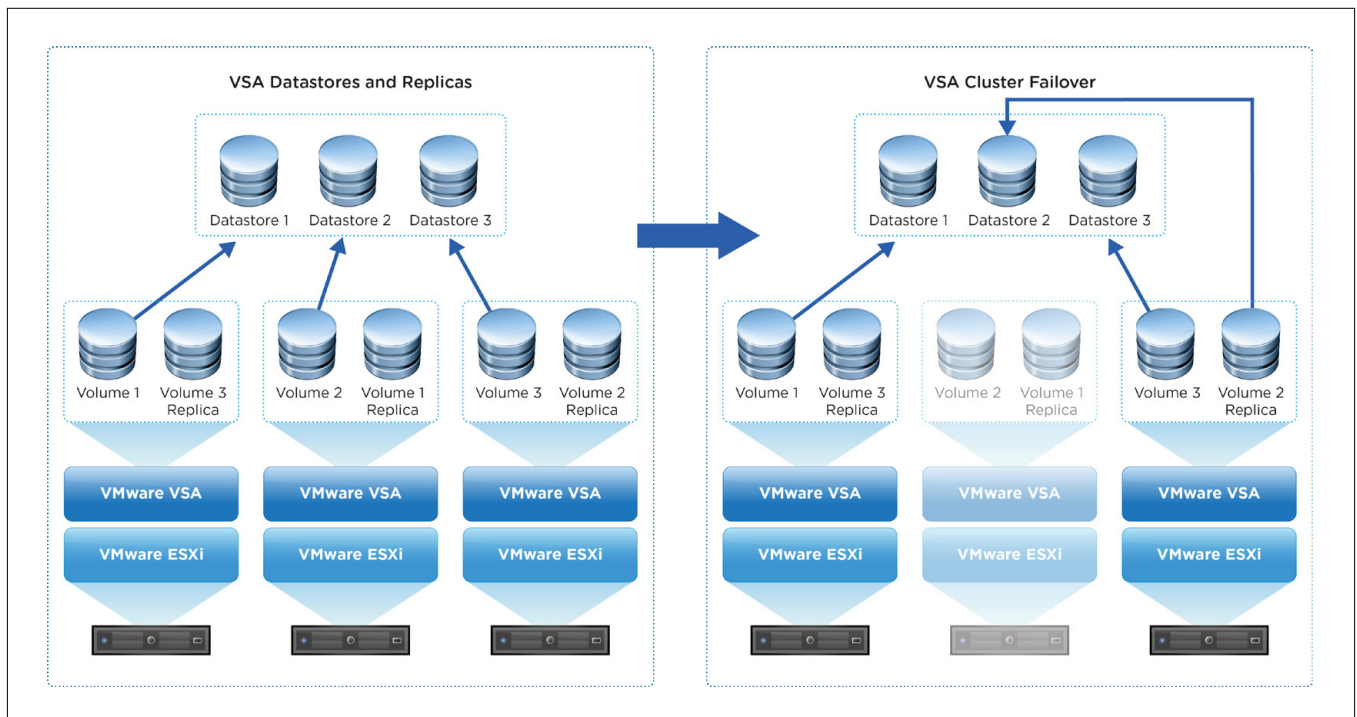 VSA Datastores and Replicas
Datastore 1 Datastore 2 Datastore 3
Volume 1 Volume 3 Replica
Volume 2 Volume 1 Replica
Volume 3 Volume 2 Replica
VMware VSA VMware VSA VMware VSA
VMware ESXi VMware ESXi VMware ESXi
VSA Cluster Failover
Datastore 1 Datastore 2 Datastore 3
Volume 1 Volume 3 Replica
Volume 2 Volume 1 Replica
Volume 3 Volume 2 Replica
VMware VSA VMware VSA VMware VSA
VMware ESXi VMware ESXi VMware ESXi